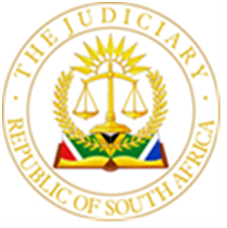 THE JUDICIARY
REPUBLIC OF SOUTH AFRICA